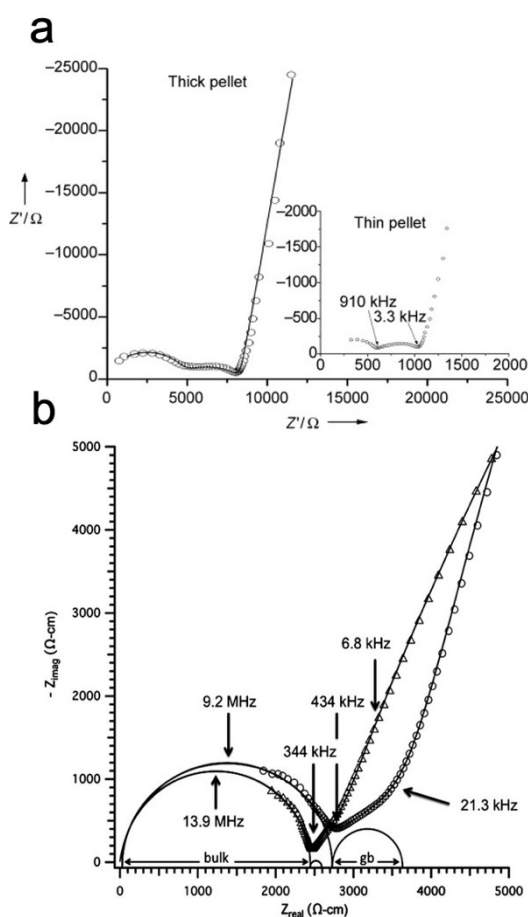 a
Thick pellet
-25000
-20000
-15000
-10000
-5000
0
Z'/Ω
0 5000 10000 15000 20000 25000
Z'/Ω
Thin pellet
-2000
-1500
-1000
-500
0
910 kHz
3.3 kHz
0 500 1000 1500 2000
b
5000
4000
3000
2000
1000
0
- Zimag (Ω-cm)
6.8 kHz
9.2 MHz
434 kHz
344 kHz
13.9 MHz
21.3 kHz
bulk
gb
0 1000 2000 3000 4000 5000
Zreal (Ω-cm)